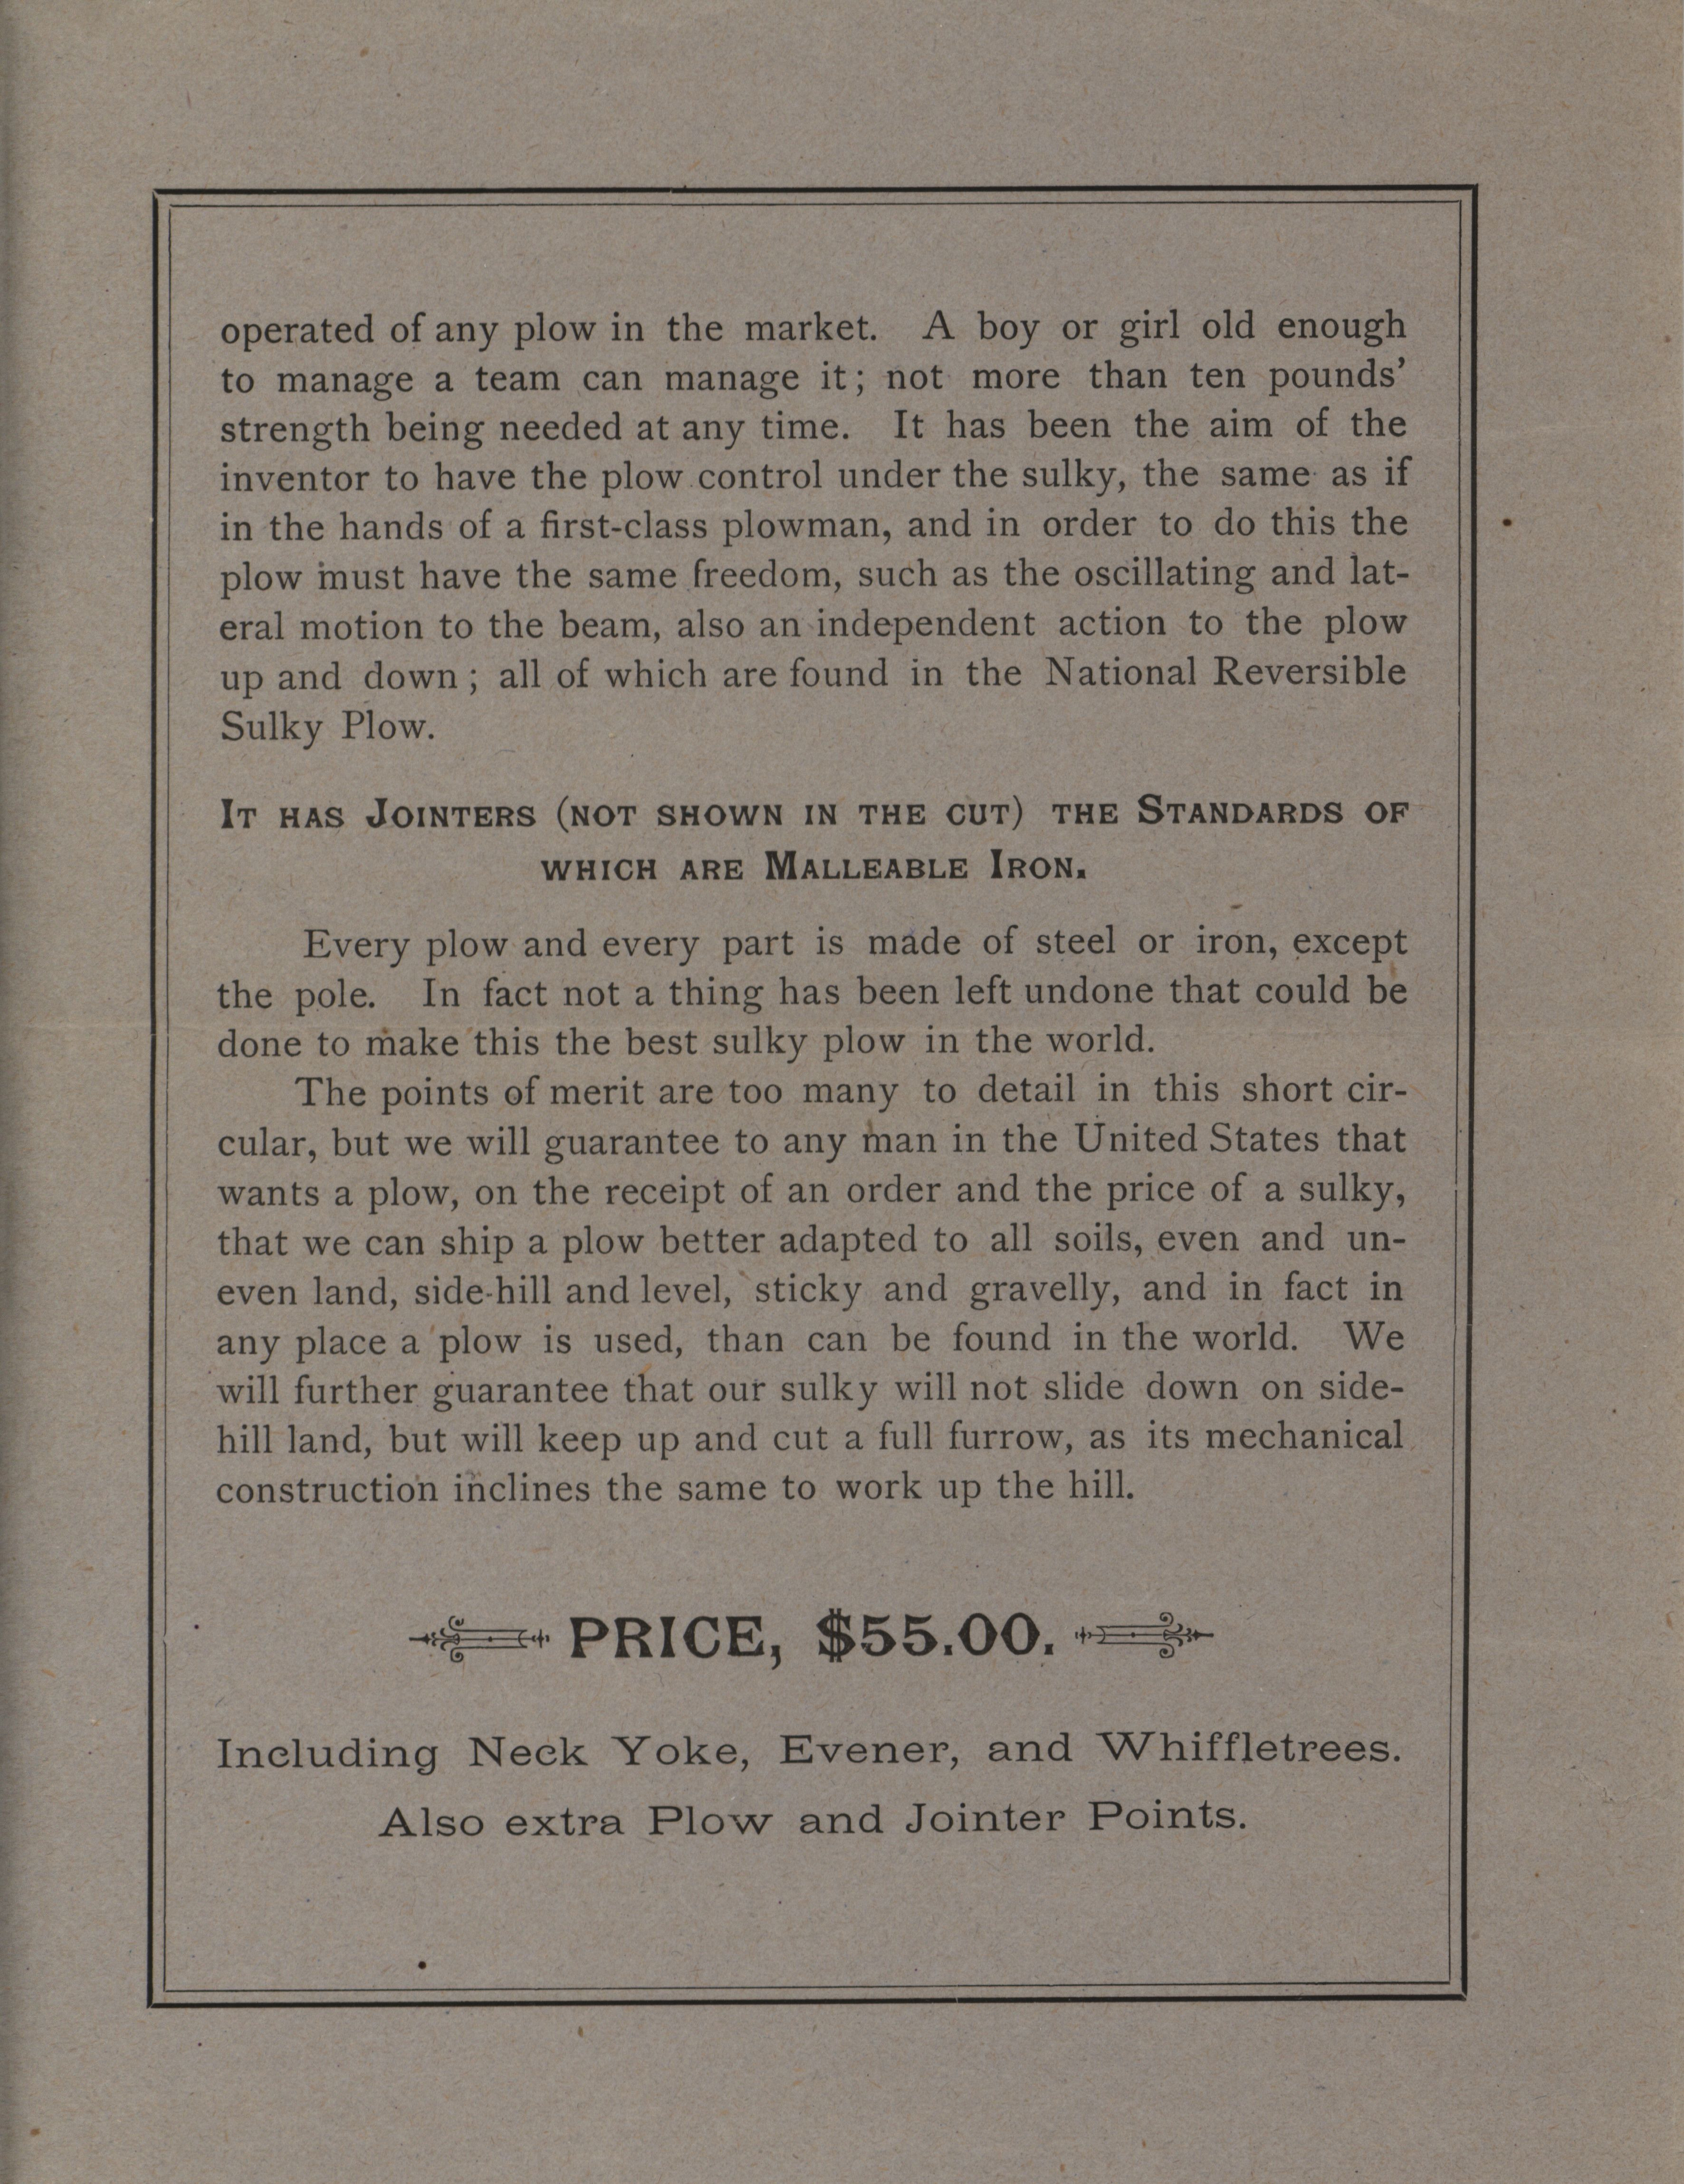 operated of any plow in the market. A boy or girl old enough
to manage a team can manage it; not more than ten pounds'
strength being needed at any time. It has been the aim of the
inventor to have the plow control under the sulky, the same as if
in the hands of a first-class plowman, and in order to do this the
plow must have the same freedom, such as the oscillating and lat-
eral motion to the beam, also an independent action to the plow
up and down; all of which are found in the National Reversible
Sulky Plow.
IT HAS JOINTERS (NOT SHOWN IN THE CUT) THE STANDARDS OF
WHICH ARE MALLEABLE IRON.
Every plow and every part is made of steel or iron, except
the pole. In fact not a thing has been left undone that could be
done to make this the best sulky plow in the world.
The points of merit are too many to detail in this short cir-
cular, but we will guarantee to any man in the United States that
wants a plow, on the receipt of an order and the price of a sulky,
that we can ship a plow better adapted to all soils, even and un-
even land, side-hill and level, sticky and gravelly, and in fact in
any place a plow is used, than can be found in the world. We
will further guarantee that our sulky will not slide down on side-
hill land, but will keep up and cut a full furrow, as its mechanical
construction inclines the same to work up the hill.
PRICE, $55.00.
Including Neck Yoke, Evener, and Whiffletrees.
Also extra Plow and Jointer Points.